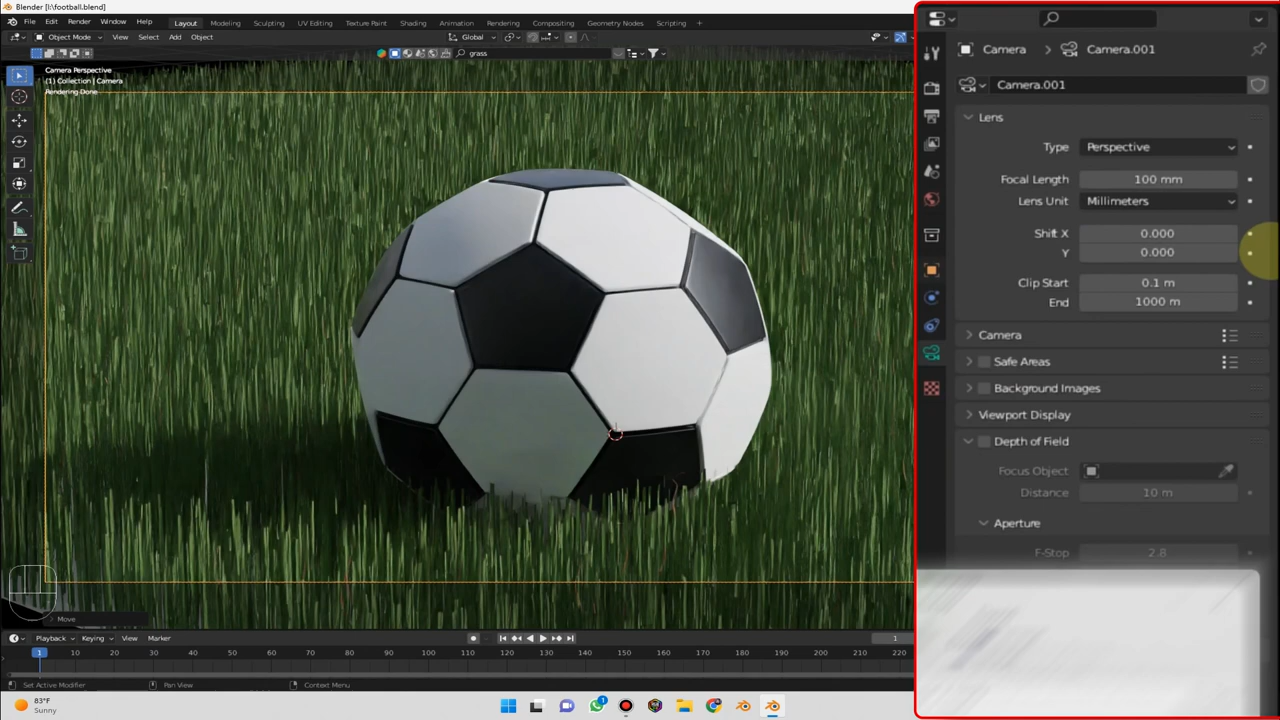 Blender [I:\football.blend]
File Edit Render Window Help Layout Modeling Sculpting UV Editing Texture Paint Shading Animation Rendering Compositing Geometry Nodes Scripting +
Object Mode View Select Add Object Global
grass
Camera Perspective
(1) Collection | Camera
Rendering Done
Move
Playback Keying View Marker 1
1 10 20 30 40 50 60 70 80 90 100 110 120 130 140 150 160 170 180 190 200 210 220
Set Active Modifier Pan View Context Menu
83°F
Sunny
1
Camera > Camera.001
Camera.001
Lens
Type Perspective
Focal Length 100 mm
Lens Unit Millimeters
Shift X 0.000
Y 0.000
Clip Start 0.1 m
End 1000 m
Camera
Safe Areas
Background Images
Viewport Display
Depth of Field
Focus Object
Distance 10 m
Aperture
F-Stop 2.8